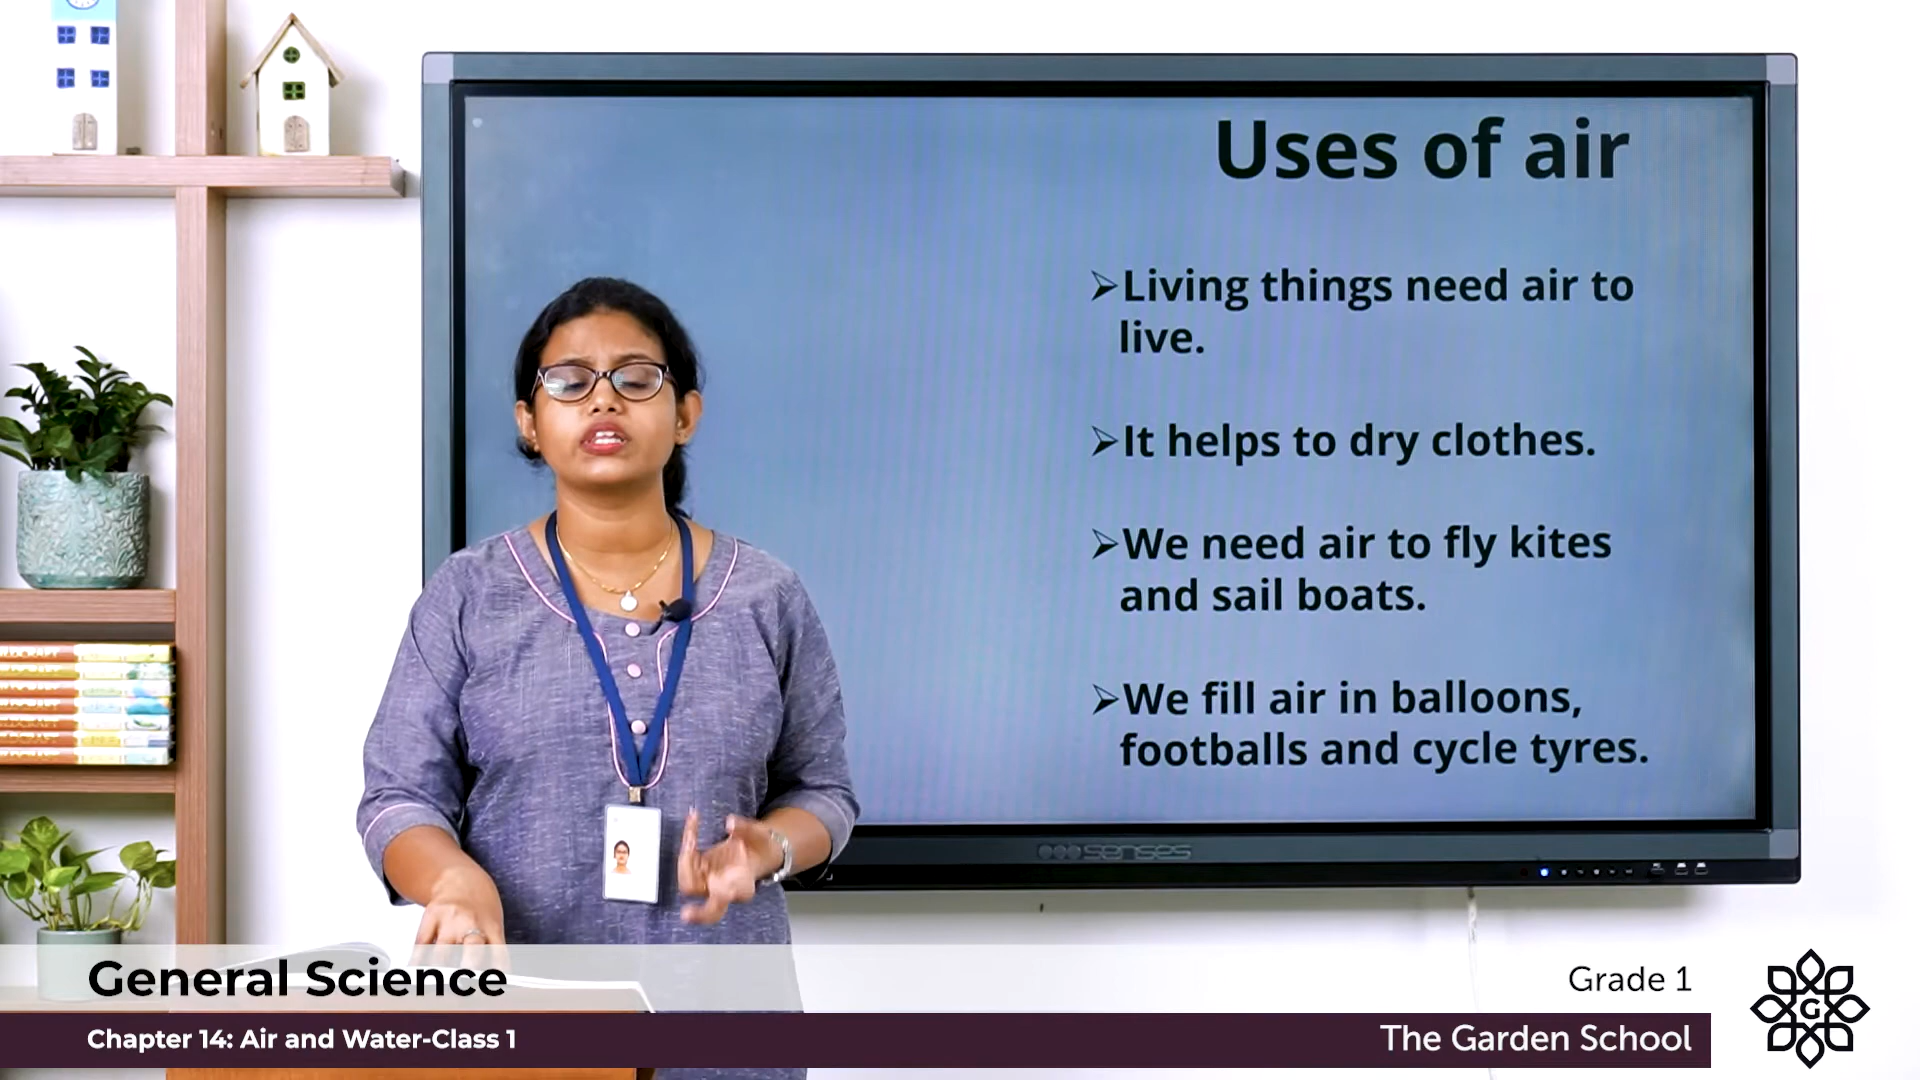 Uses of air
➢Living things need air to
live.
➢It helps to dry clothes.
➢We need air to fly kites
and sail boats.
➢We fill air in balloons,
footballs and cycle tyres.
senses
General Science
Grade 1
Chapter 14: Air and Water-Class 1
The Garden School
G